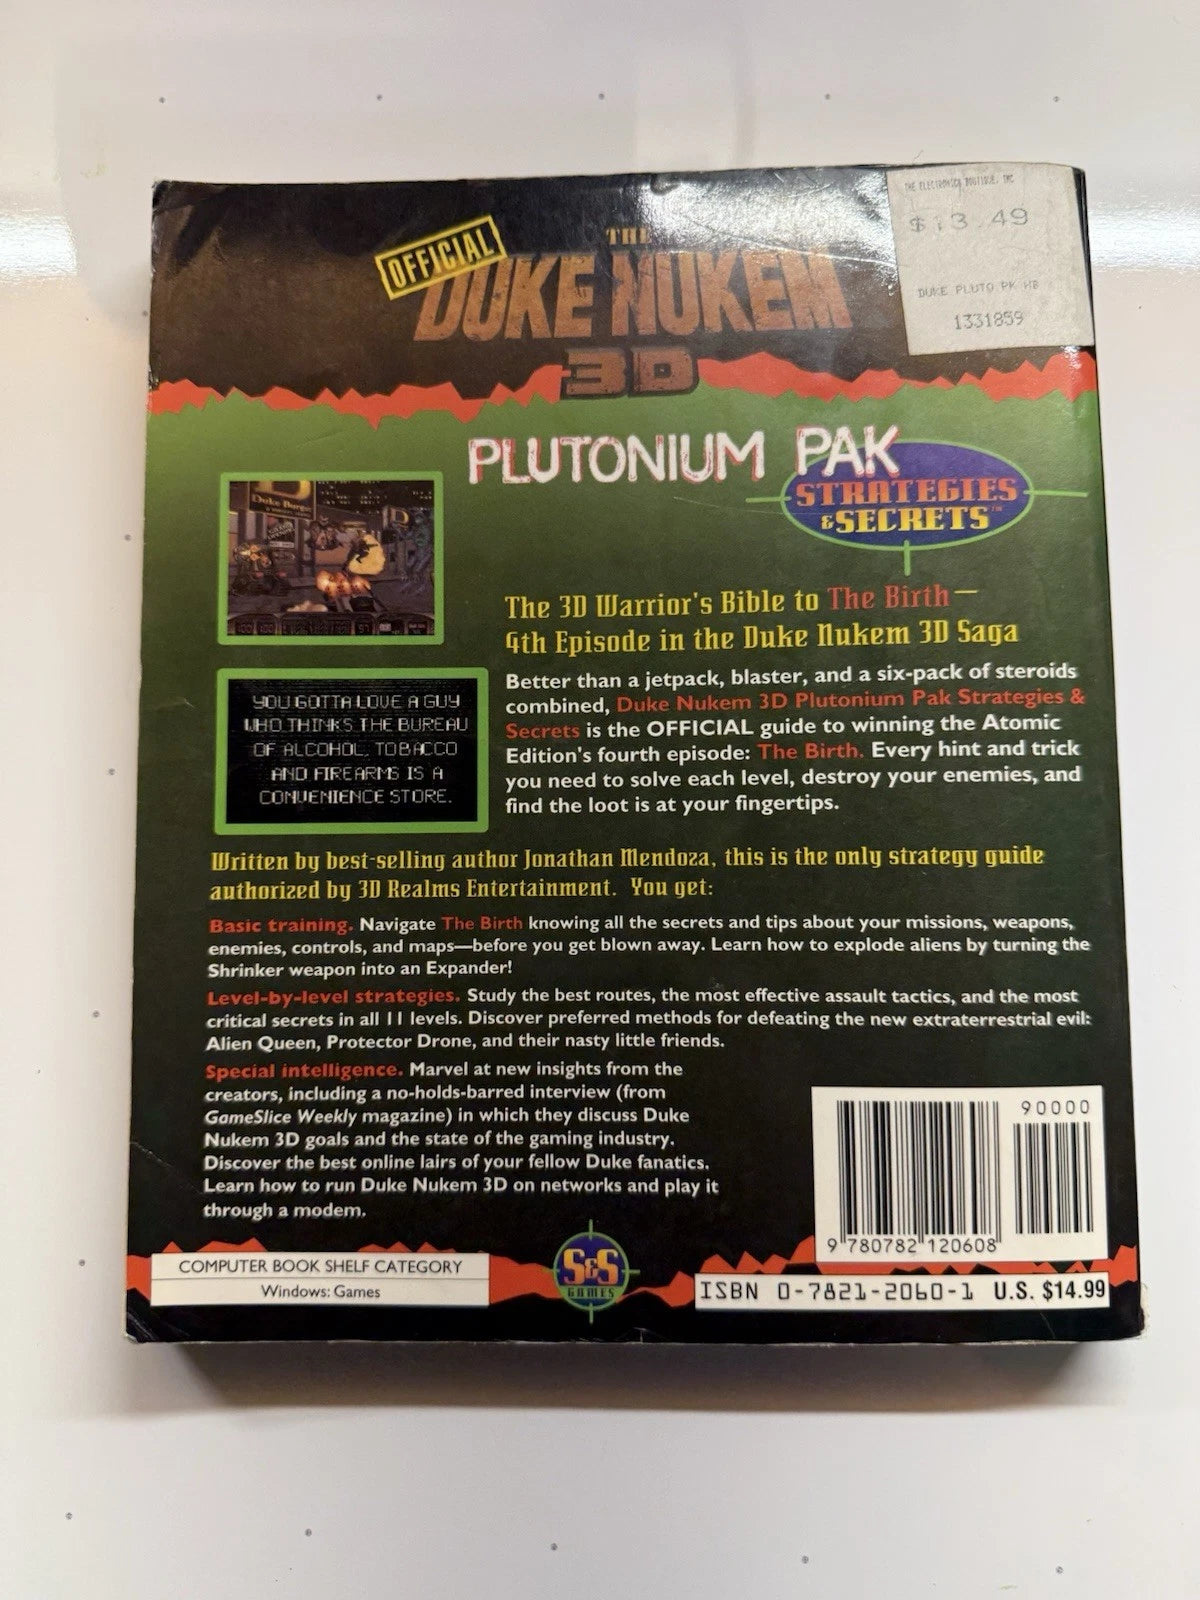 THE ELECTRONICS BOUTIQUE, INC
$13.49
DUKE PLUTO PK HB
1331859
THE
OFFICIAL
DUKE NUKEM
3D
PLUTONIUM PAK
STRATEGIES
& SECRETS™
Duke Burger
D
The 3D Warrior's Bible to The Birth—
4th Episode in the Duke Nukem 3D Saga
YOU GOTTA LOVE A GUY
WHO THINKS THE BUREAU
OF ALCOHOL, TOBACCO
AND FIREARMS IS A
CONVENIENCE STORE.
Better than a jetpack, blaster, and a six-pack of steroids
combined, Duke Nukem 3D Plutonium Pak Strategies &
Secrets is the OFFICIAL guide to winning the Atomic
Edition's fourth episode: The Birth. Every hint and trick
you need to solve each level, destroy your enemies, and
find the loot is at your fingertips.
Written by best-selling author Jonathan Mendoza, this is the only strategy guide
authorized by 3D Realms Entertainment. You get:
Basic training. Navigate The Birth knowing all the secrets and tips about your missions, weapons,
enemies, controls, and maps—before you get blown away. Learn how to explode aliens by turning the
Shrinker weapon into an Expander!
Level-by-level strategies. Study the best routes, the most effective assault tactics, and the most
critical secrets in all 11 levels. Discover preferred methods for defeating the new extraterrestrial evil:
Alien Queen, Protector Drone, and their nasty little friends.
Special intelligence. Marvel at new insights from the
creators, including a no-holds-barred interview (from
GameSlice Weekly magazine) in which they discuss Duke
Nukem 3D goals and the state of the gaming industry.
Discover the best online lairs of your fellow Duke fanatics.
Learn how to run Duke Nukem 3D on networks and play it
through a modem.
90000
9 780782 120608
COMPUTER BOOK SHELF CATEGORY
Windows: Games
S&S
GAMES
ISBN 0-7821-2060-1 U.S. $14.99